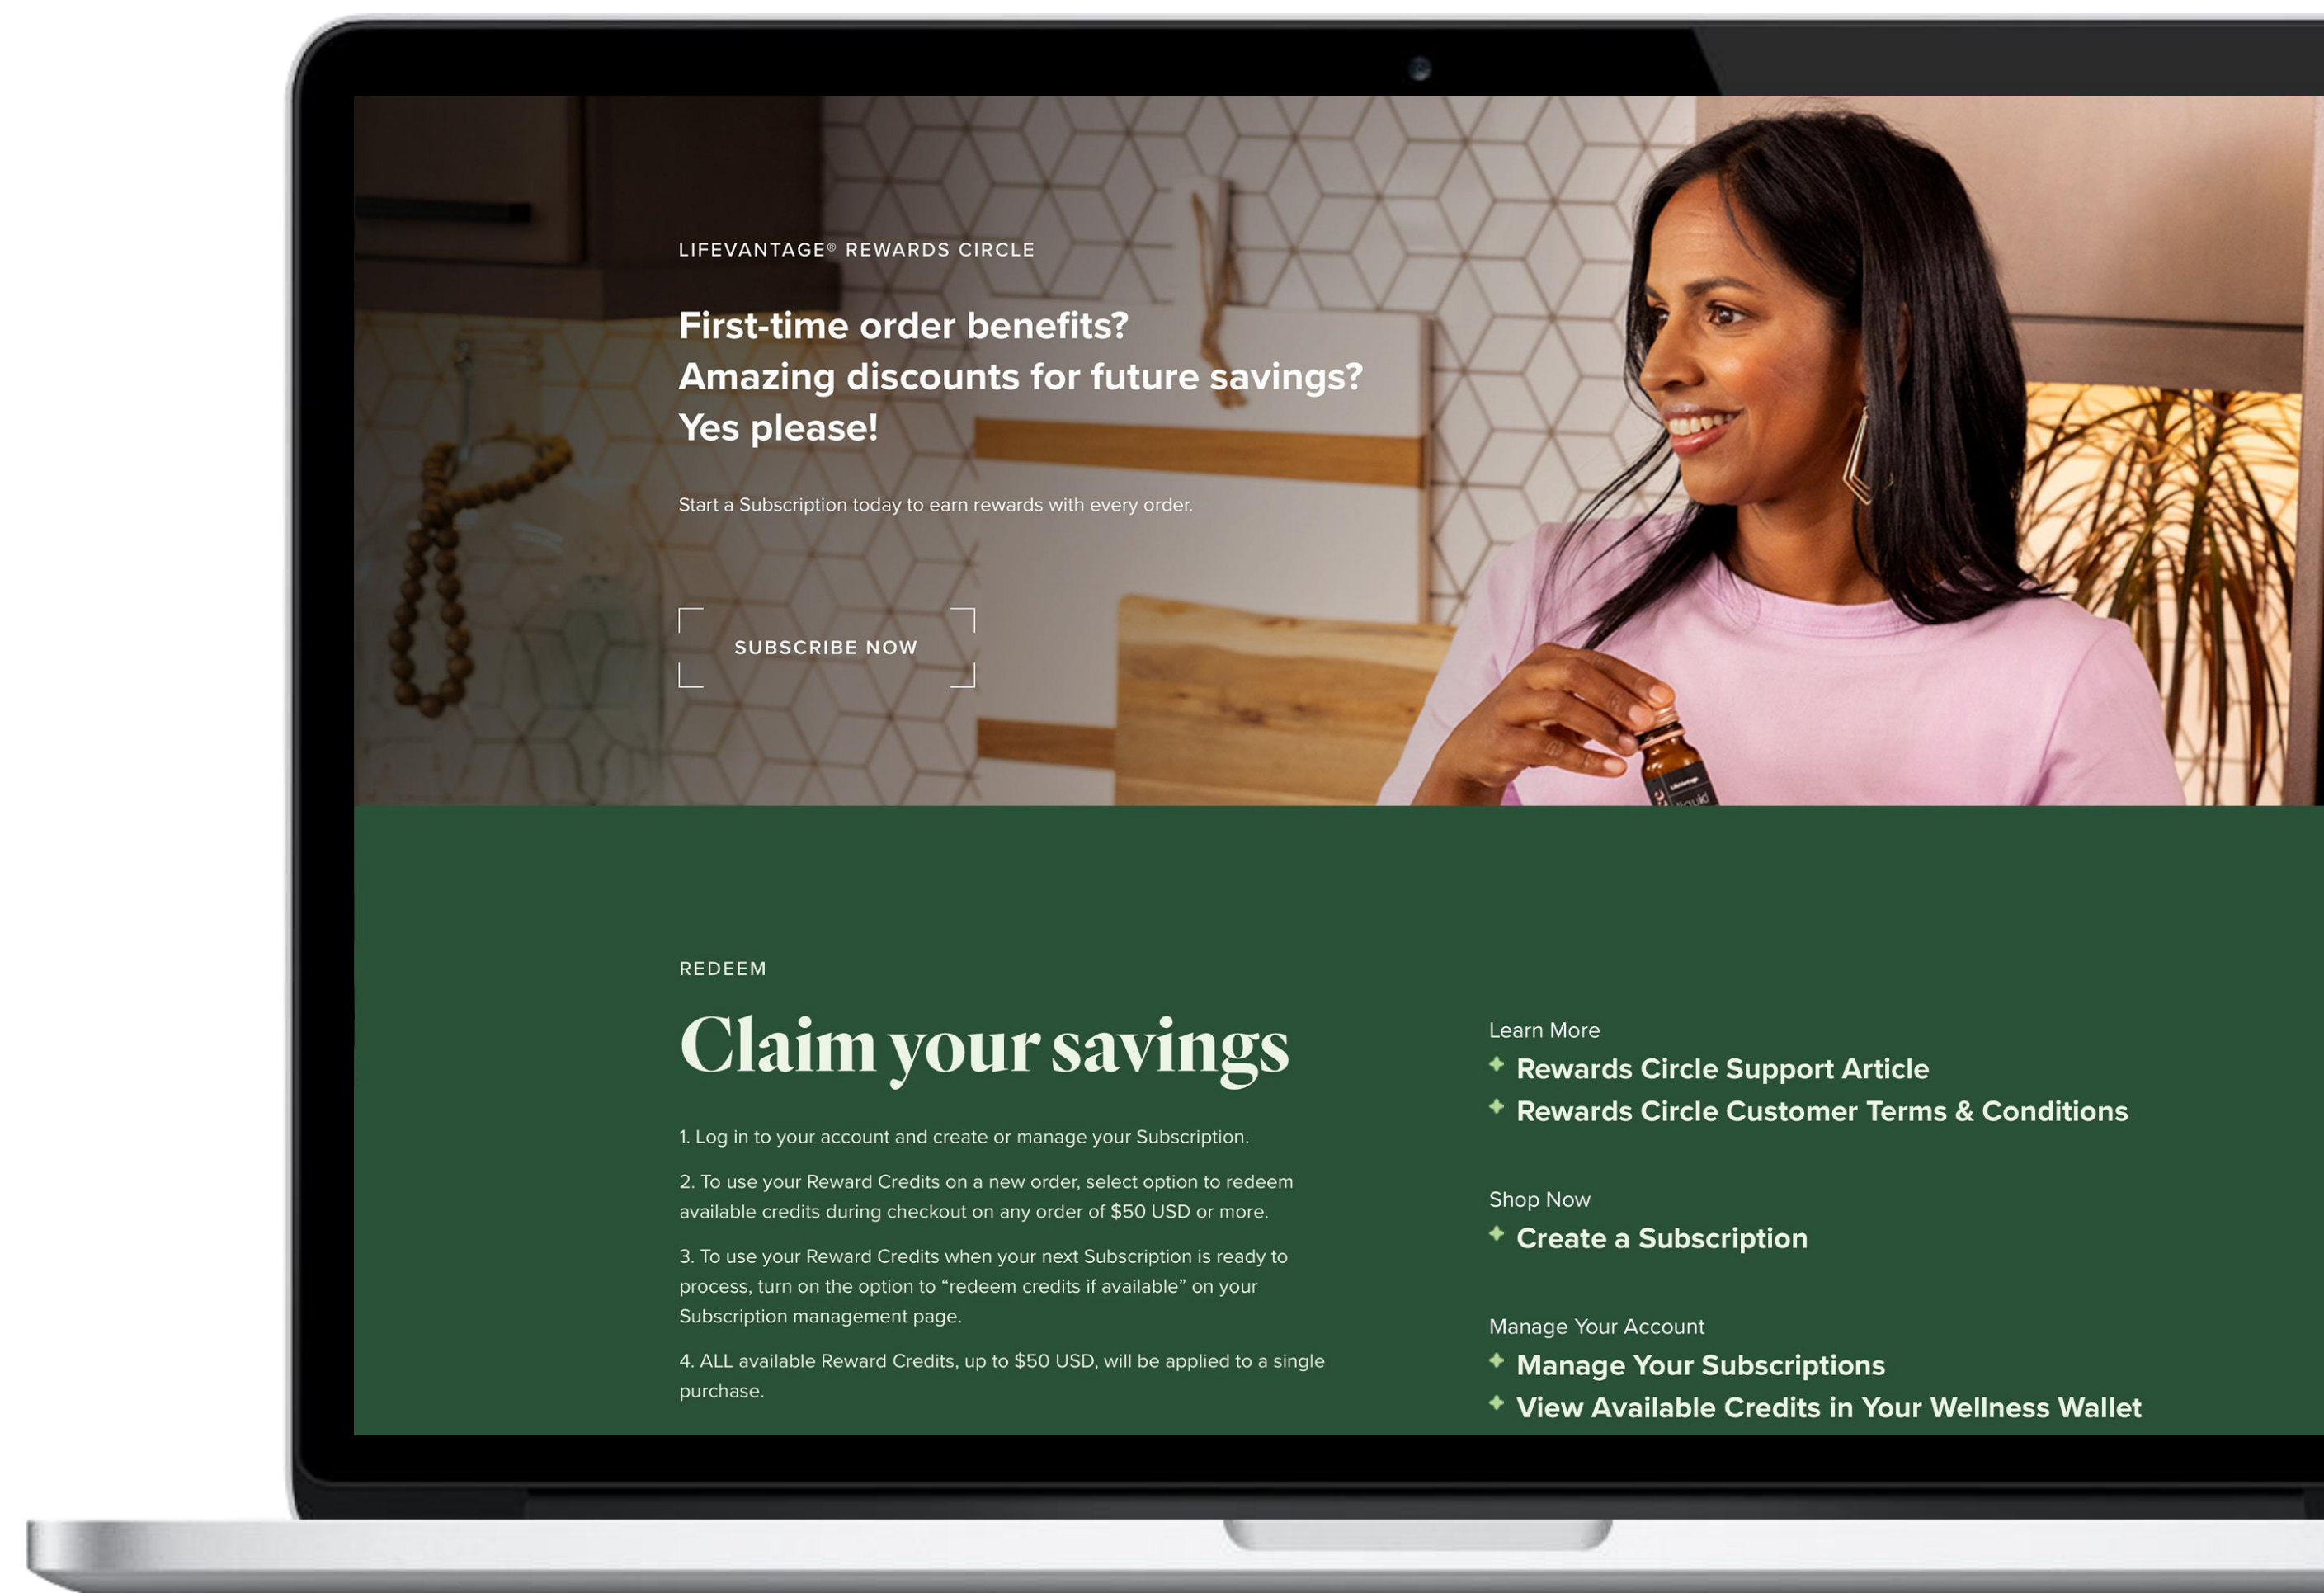 LIFEVANTAGE® REWARDS CIRCLE
First-time order benefits?
Amazing discounts for future savings?
Yes please!
Start a Subscription today to earn rewards with every order.
SUBSCRIBE NOW
LifeVantage
liquid
REDEEM
Claim your savings
1. Log in to your account and create or manage your Subscription.
2. To use your Reward Credits on a new order, select option to redeem
available credits during checkout on any order of $50 USD or more.
3. To use your Reward Credits when your next Subscription is ready to
process, turn on the option to “redeem credits if available” on your
Subscription management page.
4. ALL available Reward Credits, up to $50 USD, will be applied to a single
purchase.
Learn More
Rewards Circle Support Article
Rewards Circle Customer Terms & Conditions
Shop Now
Create a Subscription
Manage Your Account
Manage Your Subscriptions
View Available Credits in Your Wellness Wallet